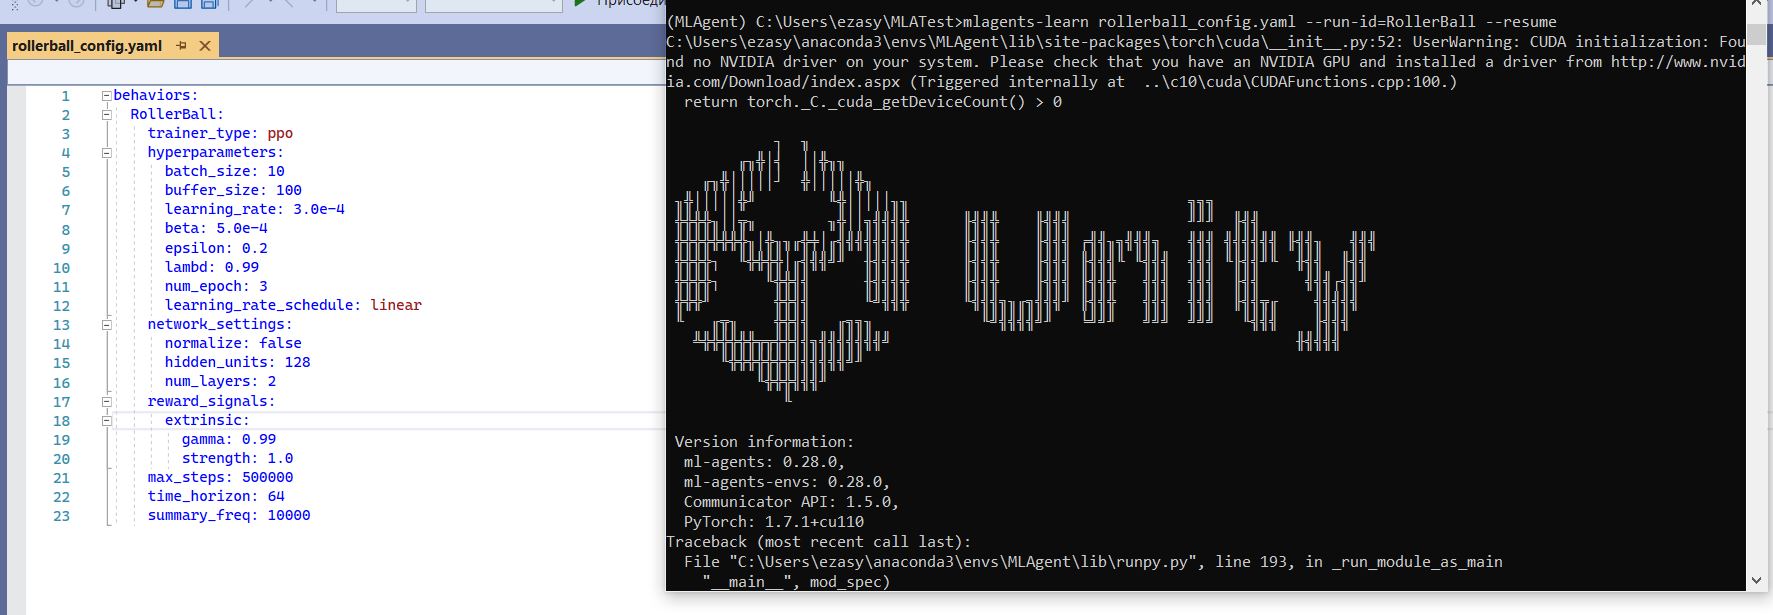 Присоеди
rollerball_config.yaml
1 behaviors:
2 RollerBall:
3 trainer_type: ppo
4 hyperparameters:
5 batch_size: 10
6 buffer_size: 100
7 learning_rate: 3.0e-4
8 beta: 5.0e-4
9 epsilon: 0.2
10 lambd: 0.99
11 num_epoch: 3
12 learning_rate_schedule: linear
13 network_settings:
14 normalize: false
15 hidden_units: 128
16 num_layers: 2
17 reward_signals:
18 extrinsic:
19 gamma: 0.99
20 strength: 1.0
21 max_steps: 500000
22 time_horizon: 64
23 summary_freq: 10000
(MLAgent) C:\Users\ezasy\MLATest>mlagents-learn rollerball_config.yaml --run-id=RollerBall --resume
C:\Users\ezasy\anaconda3\envs\MLAgent\lib\site-packages\torch\cuda\__init__.py:52: UserWarning: CUDA initialization: Fou
nd no NVIDIA driver on your system. Please check that you have an NVIDIA GPU and installed a driver from http://www.nvid
ia.com/Download/index.aspx (Triggered internally at  ..\c10\cuda\CUDAFunctions.cpp:100.)
return torch._C._cuda_getDeviceCount() > 0
unity
Version information:
ml-agents: 0.28.0,
ml-agents-envs: 0.28.0,
Communicator API: 1.5.0,
PyTorch: 1.7.1+cu110
Traceback (most recent call last):
File "C:\Users\ezasy\anaconda3\envs\MLAgent\lib\runpy.py", line 193, in _run_module_as_main
"__main__", mod_spec)